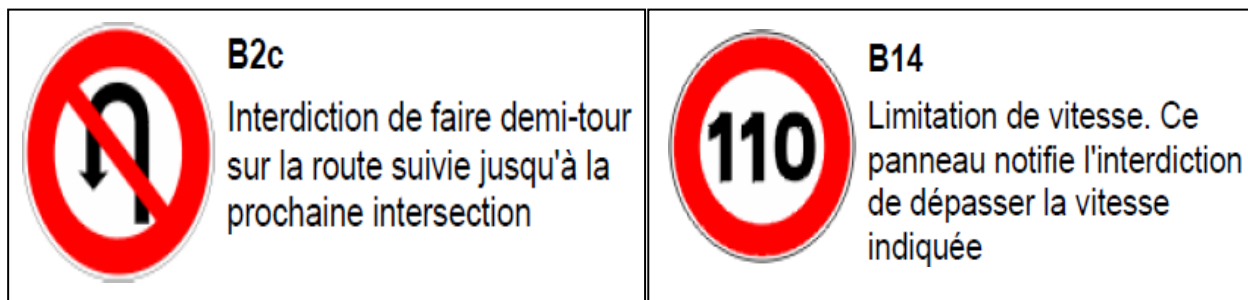 B2c
Interdiction de faire demi-tour
sur la route suivie jusqu'à la
prochaine intersection
110
B14
Limitation de vitesse. Ce
panneau notifie l'interdiction
de dépasser la vitesse
indiquée